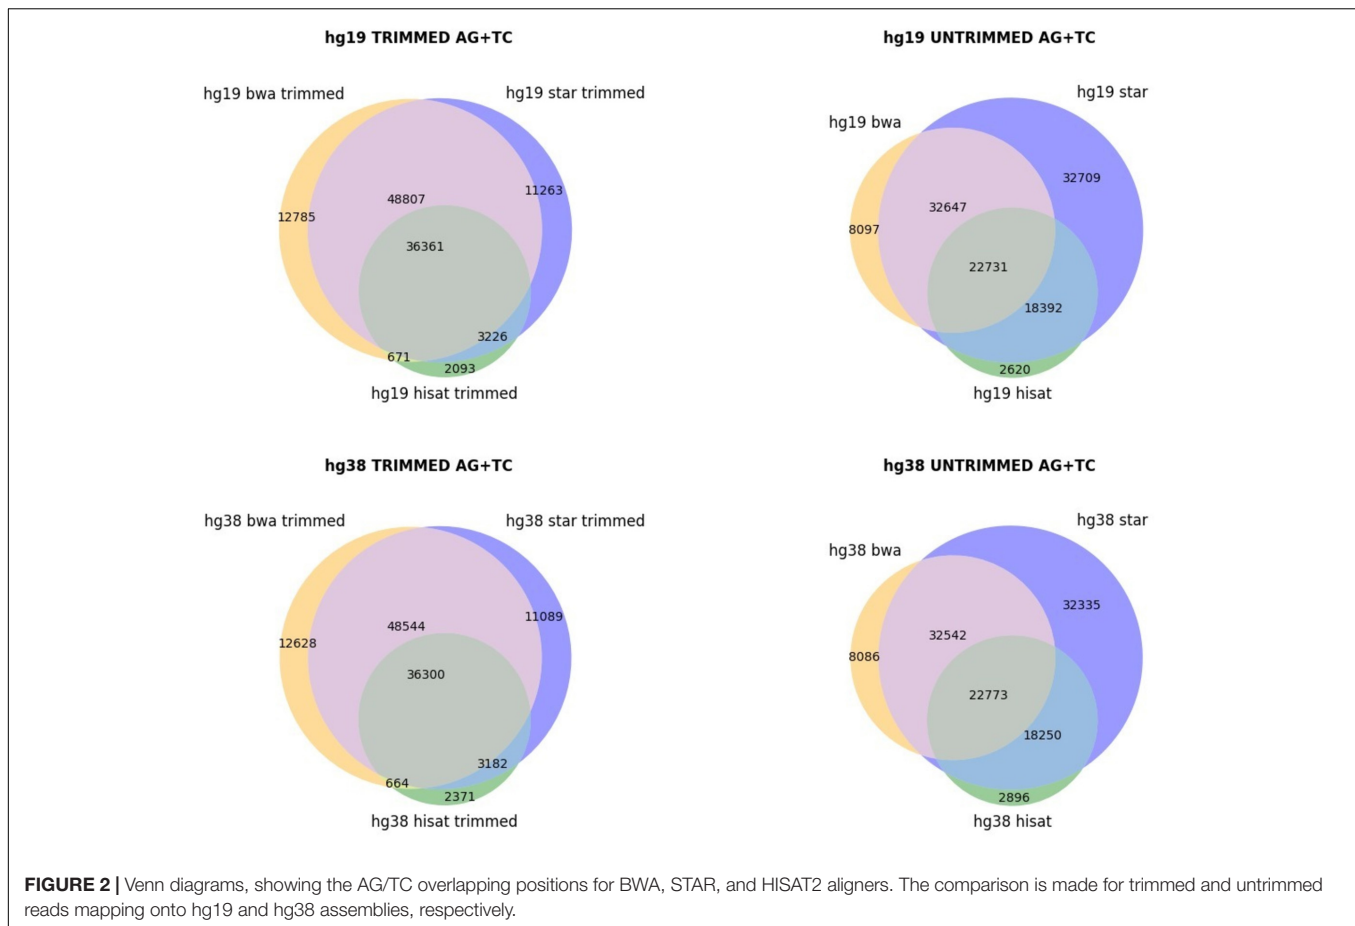 hg19 TRIMMED AG+TC
hg19 bwa trimmed
hg19 star trimmed
12785
48807
11263
36361
3226
671
2093
hg19 hisat trimmed
hg19 UNTRIMMED AG+TC
hg19 star
hg19 bwa
32709
32647
8097
22731
18392
2620
hg19 hisat
hg38 TRIMMED AG+TC
hg38 bwa trimmed
hg38 star trimmed
12628
48544
11089
36300
3182
664
2371
hg38 hisat trimmed
hg38 UNTRIMMED AG+TC
hg38 star
hg38 bwa
32335
32542
8086
22773
18250
2896
hg38 hisat
FIGURE 2 | Venn diagrams, showing the AG/TC overlapping positions for BWA, STAR, and HISAT2 aligners. The comparison is made for trimmed and untrimmed
reads mapping onto hg19 and hg38 assemblies, respectively.